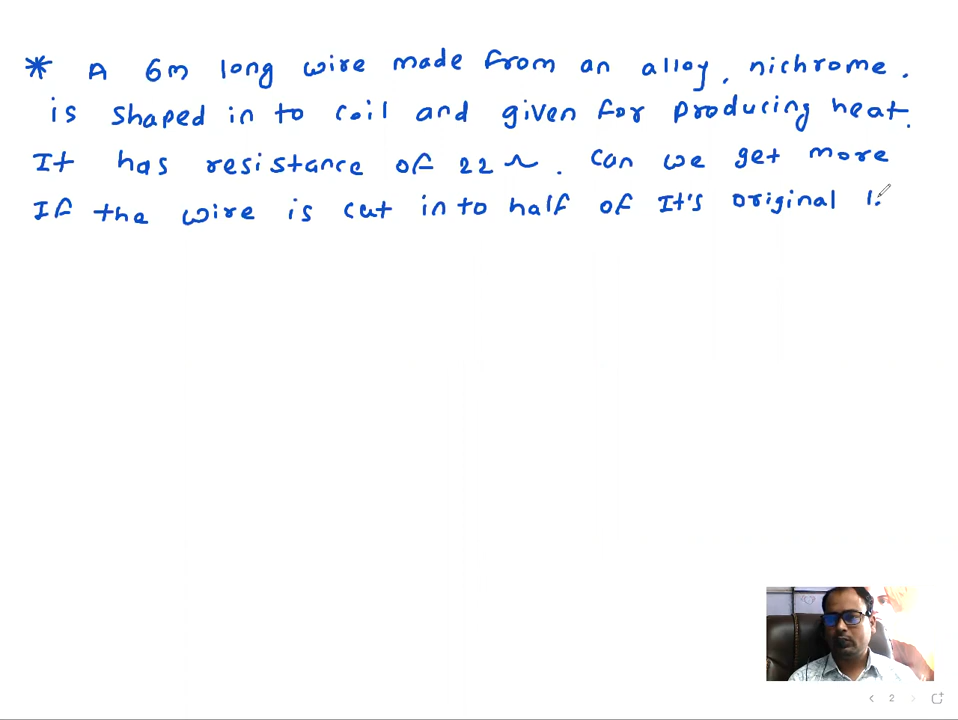 * A 6m long wire made from an alloy, nichrome.
is shaped in to coil and given for producing heat.
It has resistance of 22 ~. Can we get more
If the wire is cut in to half of It's original l.
2